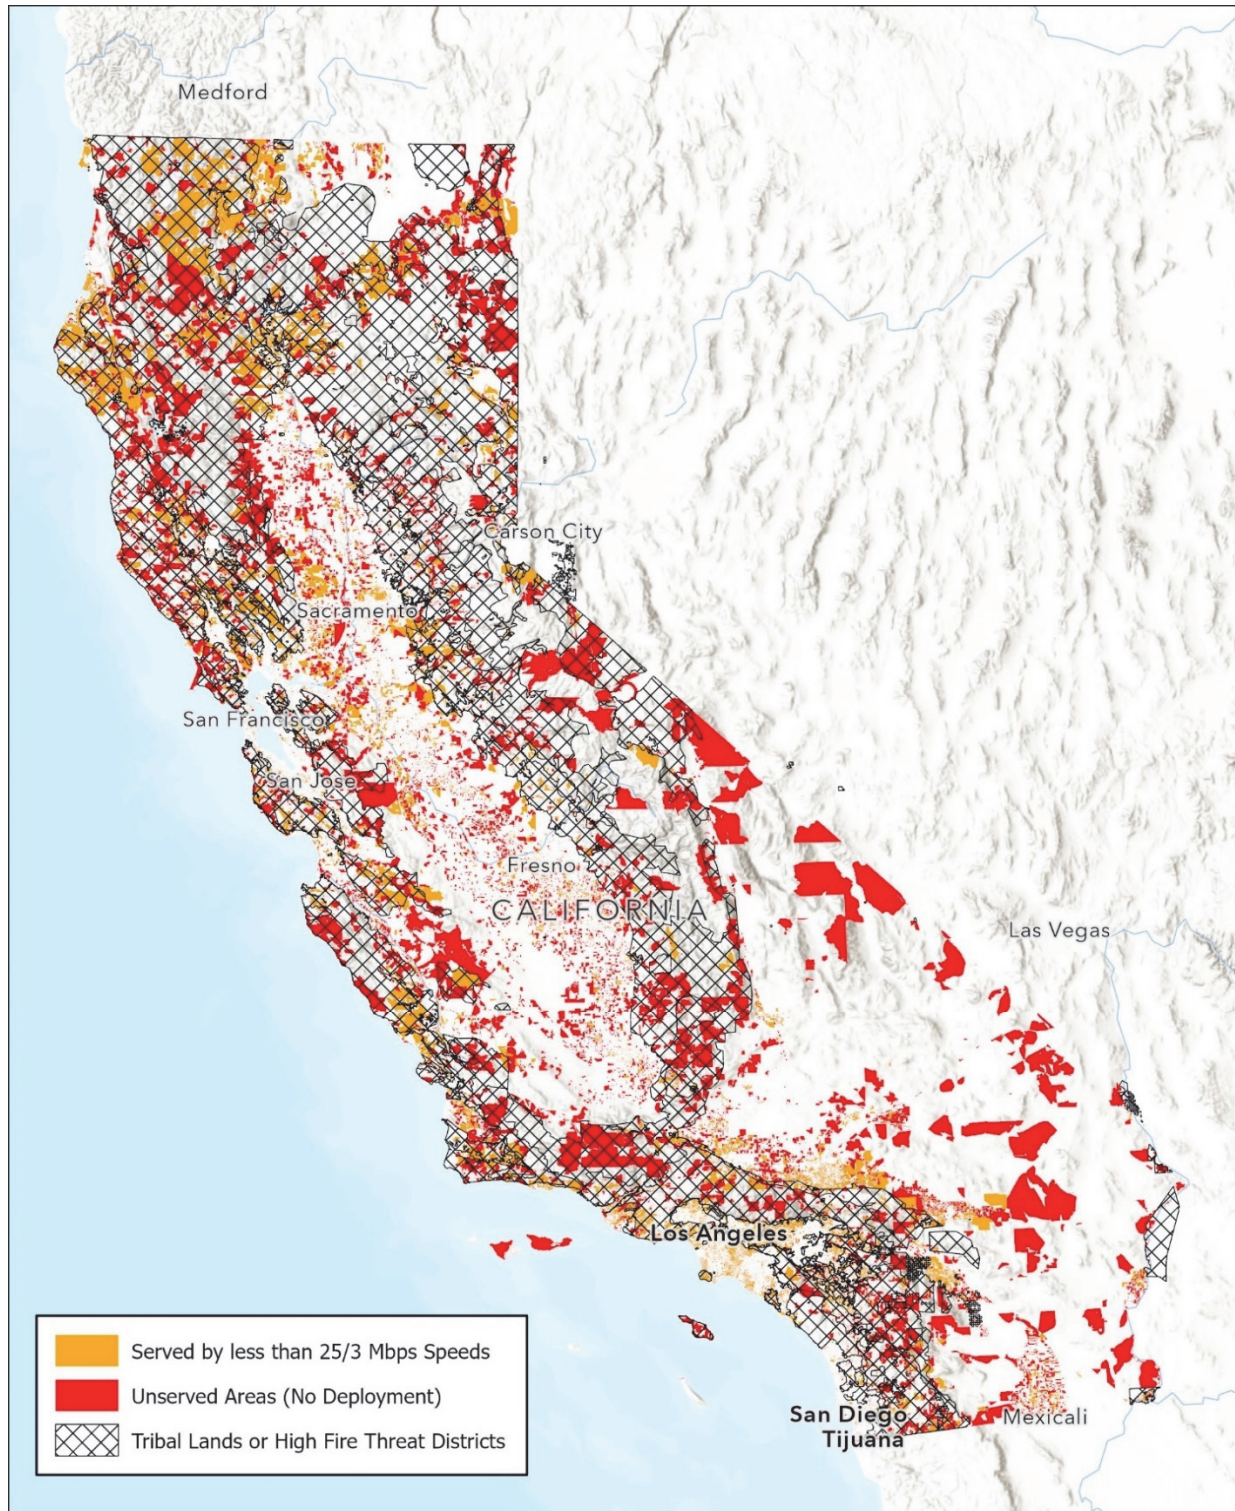 Medford
Carson City
Sacramento
San Francisco
San Jose
Fresno
CALIFORNIA
Las Vegas
Los Angeles
San Diego
Tijuana
Mexicali
Served by less than 25/3 Mbps Speeds
Unserved Areas (No Deployment)
Tribal Lands or High Fire Threat Districts